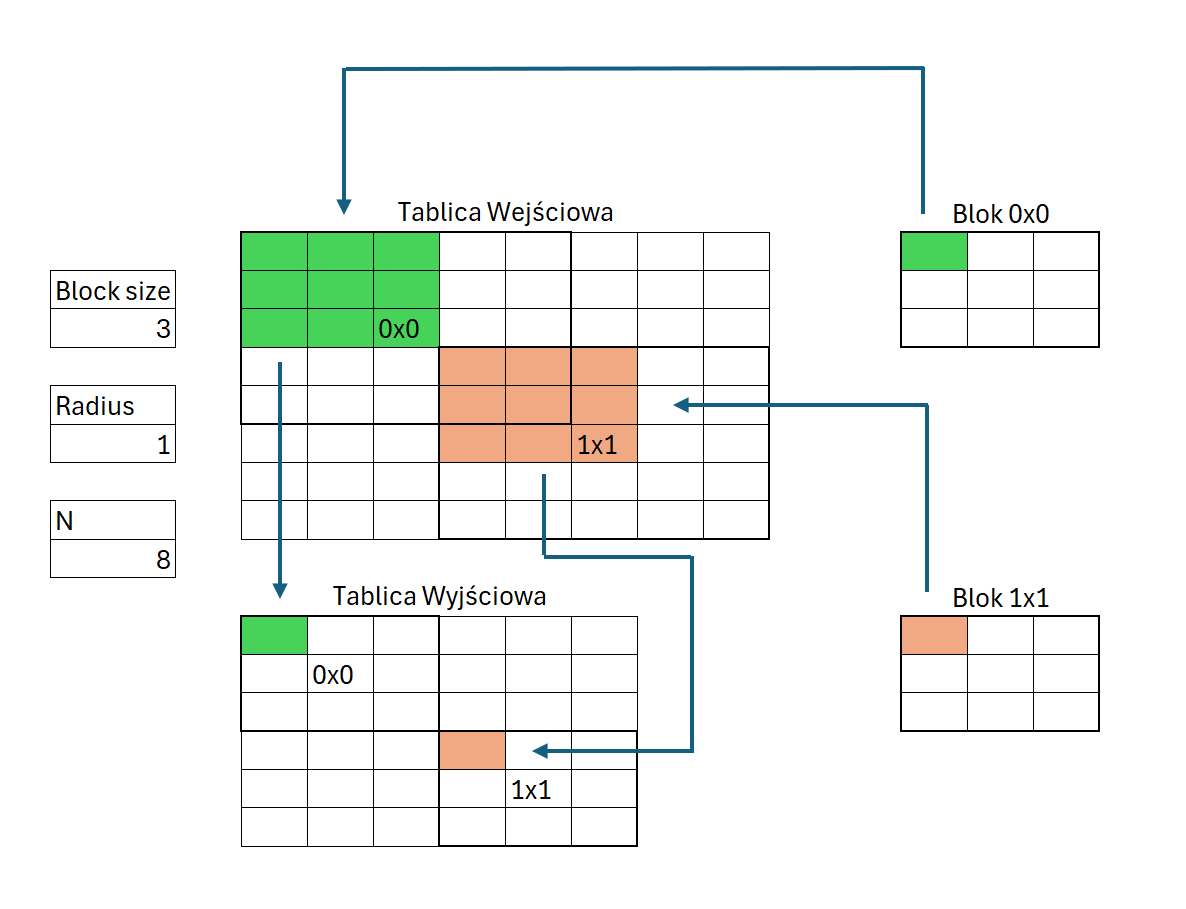 Tablica Wejściowa
Blok 0x0
Block size
3
0x0
Radius
1
1x1
N
8
Tablica Wyjściowa
Blok 1x1
0x0
1x1